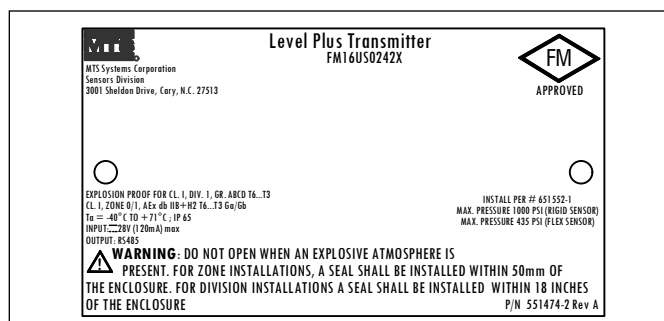 MTS
Level Plus Transmitter
FM16US0242X
MTS Systems Corporation
Sensors Division
3001 Sheldon Drive, Cary, N.C. 27513
FM
APPROVED
EXPLOSION PROOF FOR CL. I, DIV. 1, GR. ABCD T6...T3
CL. I, ZONE 0/1, AEx db IIB+H2 T6...T3 Ga/Gb
Ta = -40°C TO +71°C ; IP 65
INPUT:⎓28V (120mA) max
OUTPUT: RS485
INSTALL PER # 651552-1
MAX. PRESSURE 1000 PSI (RIGID SENSOR)
MAX. PRESSURE 435 PSI (FLEX SENSOR)
WARNING: DO NOT OPEN WHEN AN EXPLOSIVE ATMOSPHERE IS
PRESENT. FOR ZONE INSTALLATIONS, A SEAL SHALL BE INSTALLED WITHIN 50mm OF
THE ENCLOSURE. FOR DIVISION INSTALLATIONS A SEAL SHALL BE INSTALLED WITHIN 18 INCHES
OF THE ENCLOSURE
P/N 551474-2 Rev A